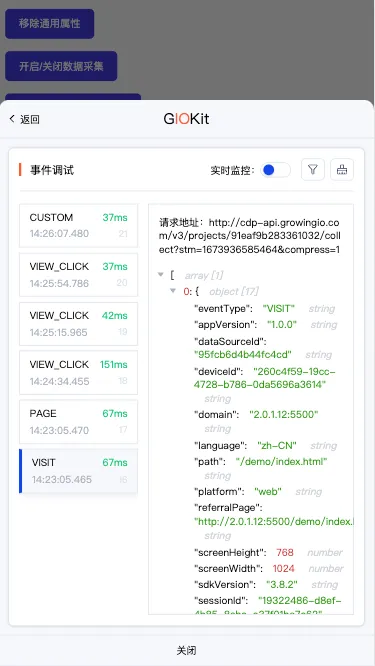 移除通用属性
开启/关闭数据采集
返回
GIOKit
事件调试
实时监控:
CUSTOM 37ms
14:26:07.480 21
VIEW_CLICK 37ms
14:25:54.786 20
VIEW_CLICK 42ms
14:25:15.965 19
VIEW_CLICK 151ms
14:24:34.455 18
PAGE 67ms
14:23:05.470 17
VISIT 67ms
14:23:05.465 16
请求地址：http://cdp-api.growingio.co
m/v3/projects/91eaf9b283361032/coll
ect?stm=1673936585464&compress=1
[ array [1]
0: { object [17]
"eventType": "VISIT" string
"appVersion": "1.0.0" string
"dataSourceId":
"95fcb6d4b44fc4cd" string
"deviceId": "260c4f59-19cc-
4728-b786-0da5696a3614"
string
"domain": "2.0.1.12:5500"
string
"language": "zh-CN" string
"path": "/demo/index.html"
string
"platform": "web" string
"referralPage":
"http://2.0.1.12:5500/demo/index.
string
"screenHeight": 768 number
"screenWidth": 1024 number
"sdkVersion": "3.8.2" string
"sessionId": "19322486-d8ef-
关闭